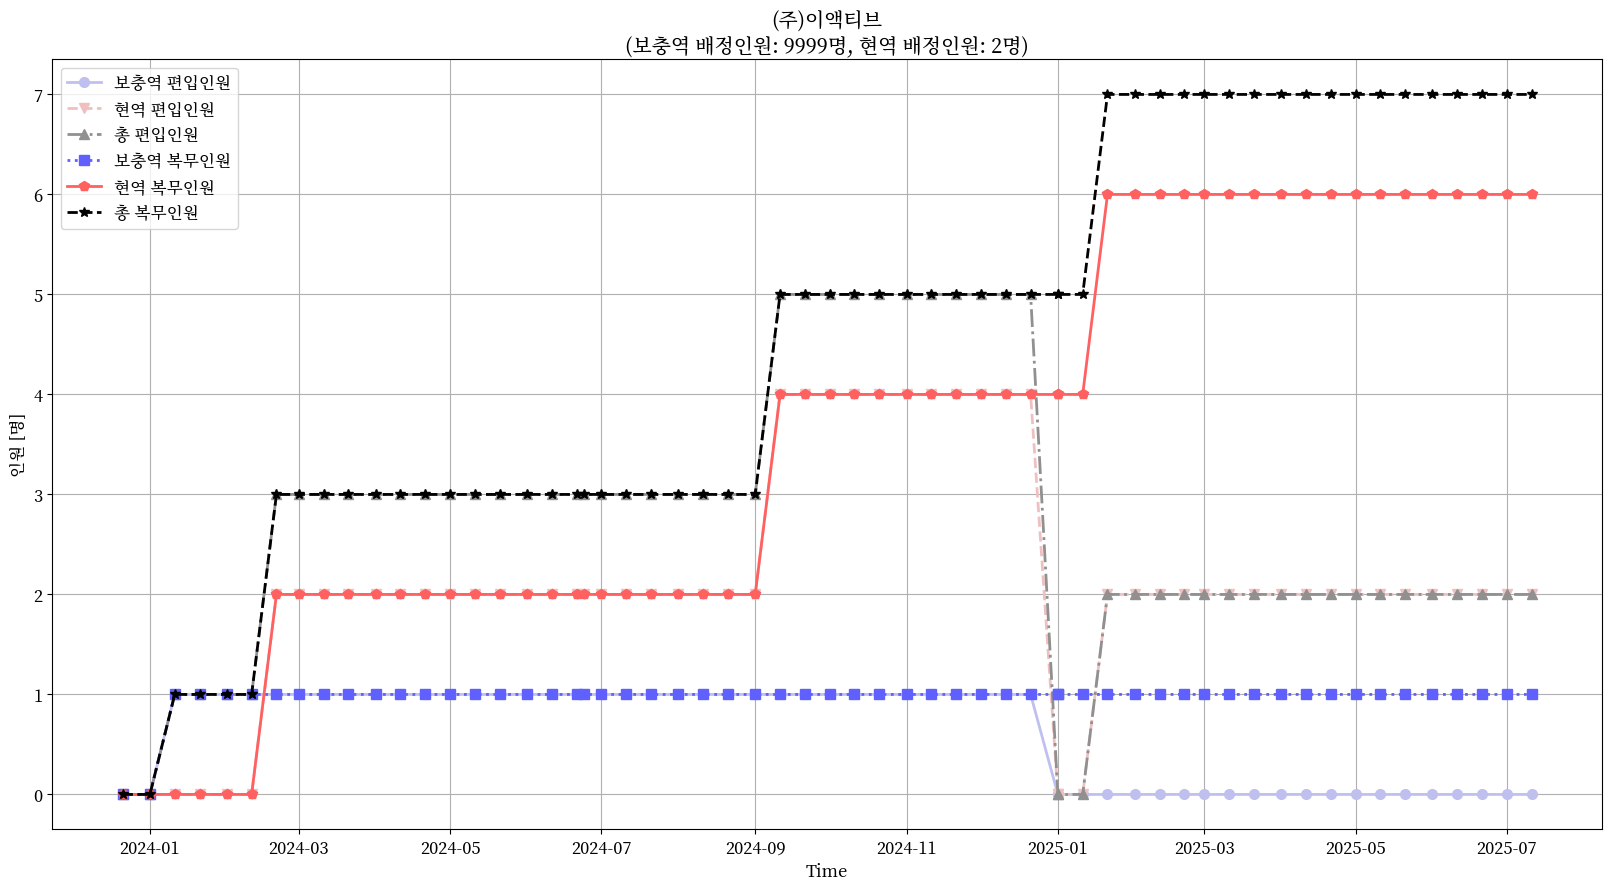 (주)이액티브
(보충역 배정인원: 9999명, 현역 배정인원: 2명)
보충역 편입인원
현역 편입인원
총 편입인원
보충역 복무인원
현역 복무인원
총 복무인원
인원 [명]
7
6
5
4
3
2
1
0
2024-01
2024-03
2024-05
2024-07
2024-09
2024-11
2025-01
2025-03
2025-05
2025-07
Time